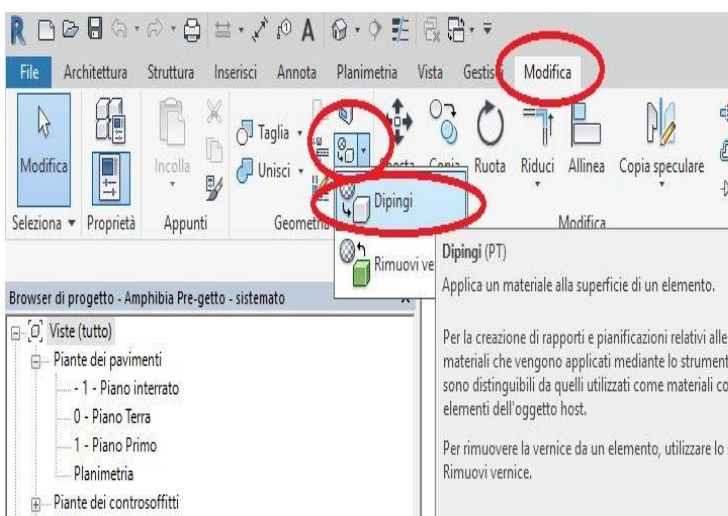 File Architettura Struttura Inserisci Annota Planimetria Vista Modifica
Taglia
Unisci
Modifica Incolla Copia Ruota Riduci Allinea Copia speculare
Seleziona Proprietà Appunti Geometria Modifica
Dipingi
Rimuovi ve
Dipingi (PT)
Applica un materiale alla superficie di un elemento.
Per la creazione di rapporti e pianificazioni relativi alle
materiali che vengono applicati mediante lo strument
sono distinguibili da quelli utilizzati come materiali co
elementi dell'oggetto host.
Per rimuovere la vernice da un elemento, utilizzare lo
Rimuovi vernice.
Browser di progetto - Amphibia Pre-getto - sistemato
Viste (tutto)
Piante dei pavimenti
- 1 - Piano interrato
0 - Piano Terra
1 - Piano Primo
Planimetria
Piante dei controsoffitti